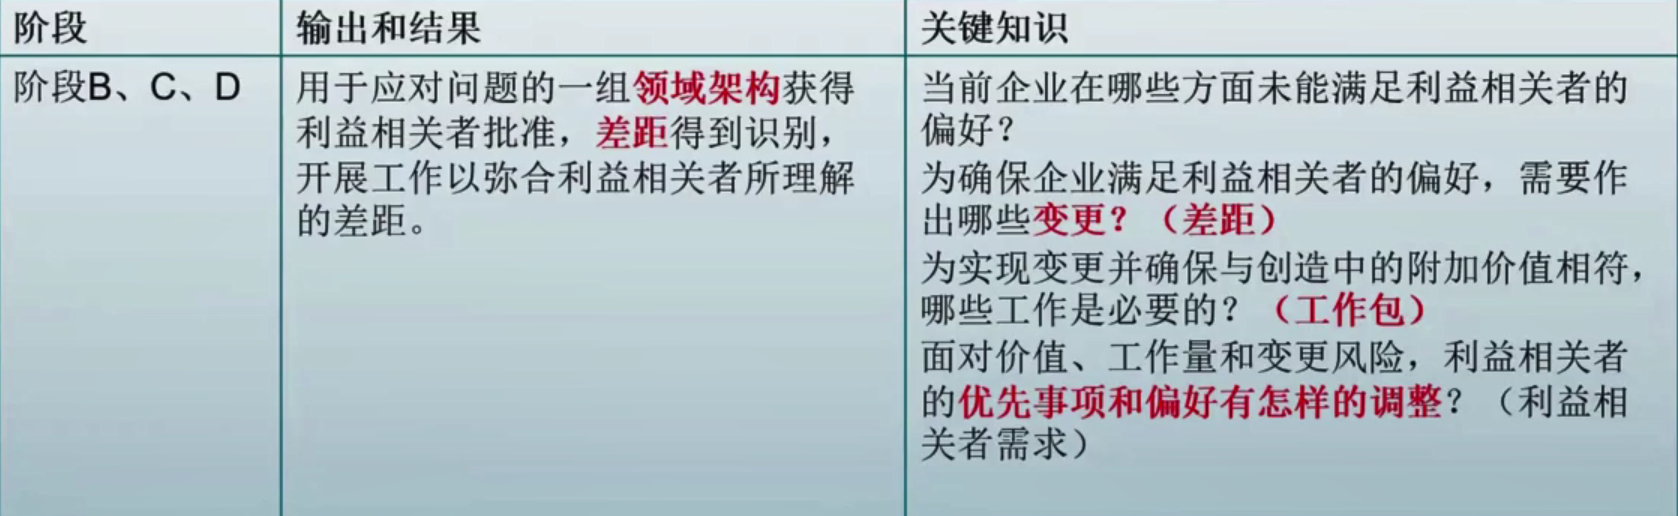 阶段
输出和结果
关键知识
阶段B、C、D
用于应对问题的一组领域架构获得
利益相关者批准，差距得到识别，
开展工作以弥合利益相关者所理解
的差距。
当前企业在哪些方面未能满足利益相关者的
偏好？
为确保企业满足利益相关者的偏好，需要作
出哪些变更？（差距）
为实现变更并确保与创造中的附加价值相符，
哪些工作是必要的？（工作包）
面对价值、工作量和变更风险，利益相关者
的优先事项和偏好有怎样的调整？（利益相
关者需求）